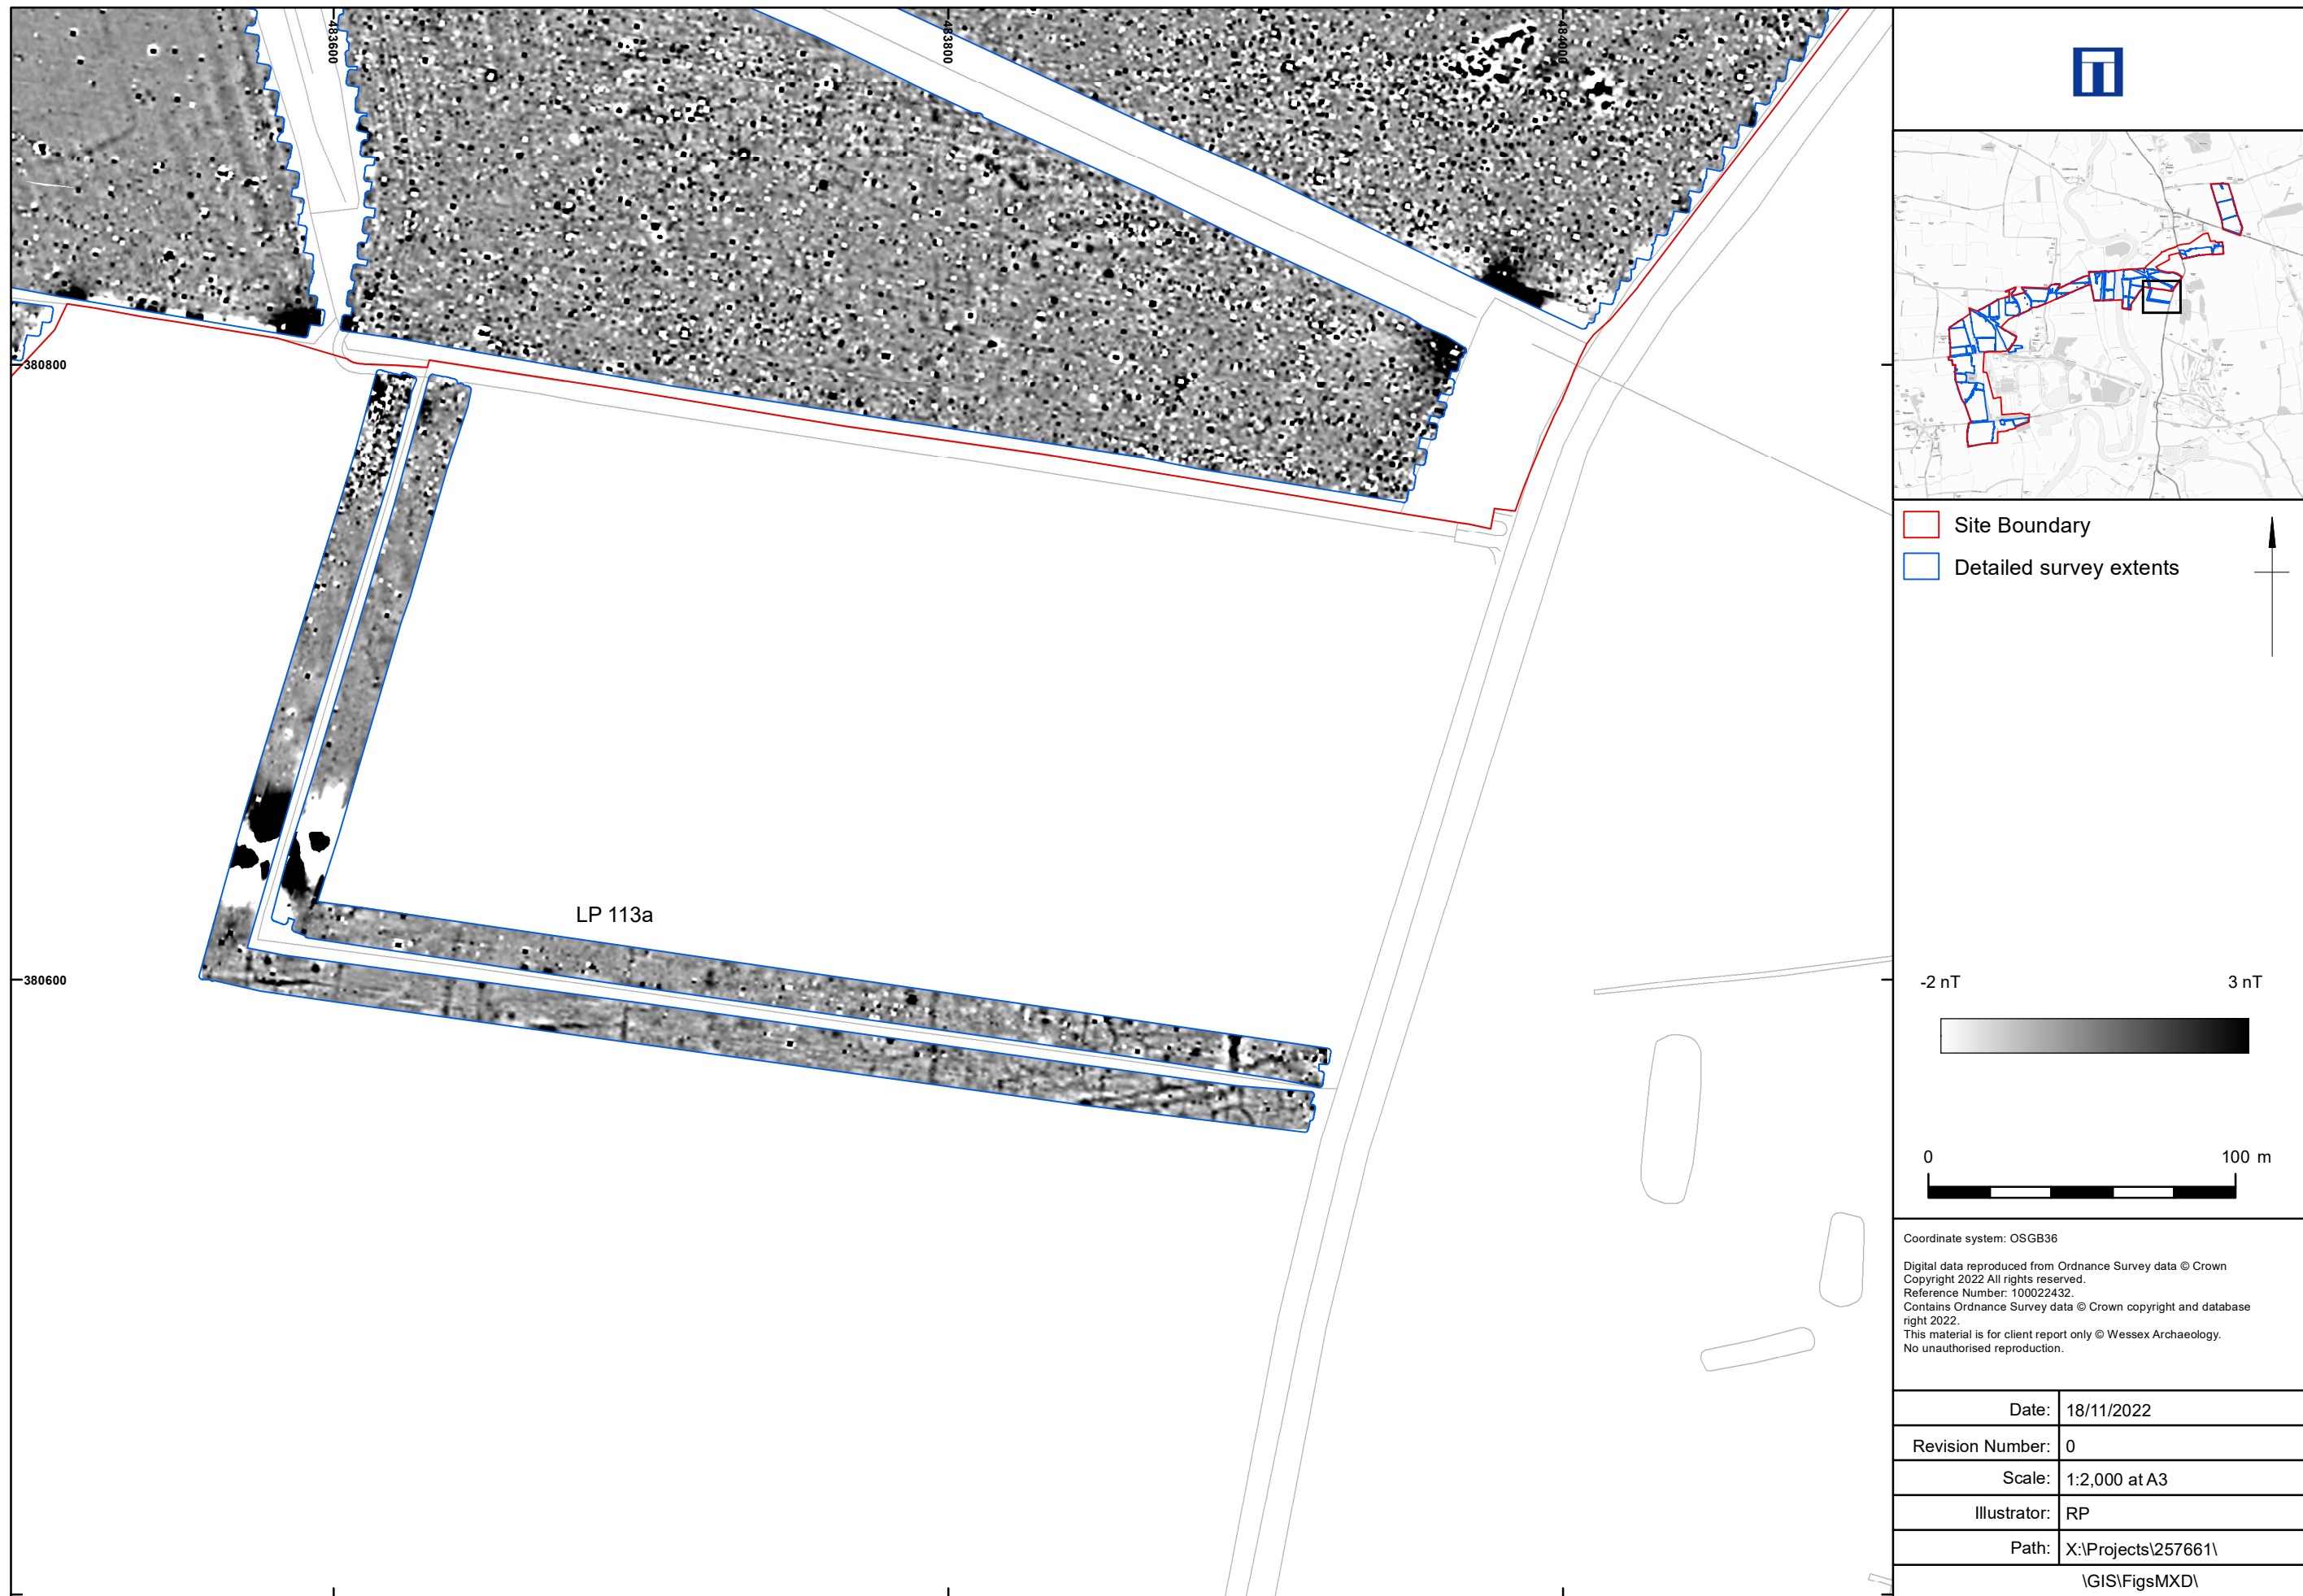 483600
483800
484000
380800
380600
LP 113a
Site Boundary
Detailed survey extents
-2 nT 3 nT
0 100 m
Coordinate system: OSGB36
Digital data reproduced from Ordnance Survey data © Crown
Copyright 2022 All rights reserved.
Reference Number: 100022432.
Contains Ordnance Survey data © Crown copyright and database
right 2022.
This material is for client report only © Wessex Archaeology.
No unauthorised reproduction.
Date: 18/11/2022
Revision Number: 0
Scale: 1:2,000 at A3
Illustrator: RP
Path: X:\Projects\257661\
\GIS\FigsMXD\